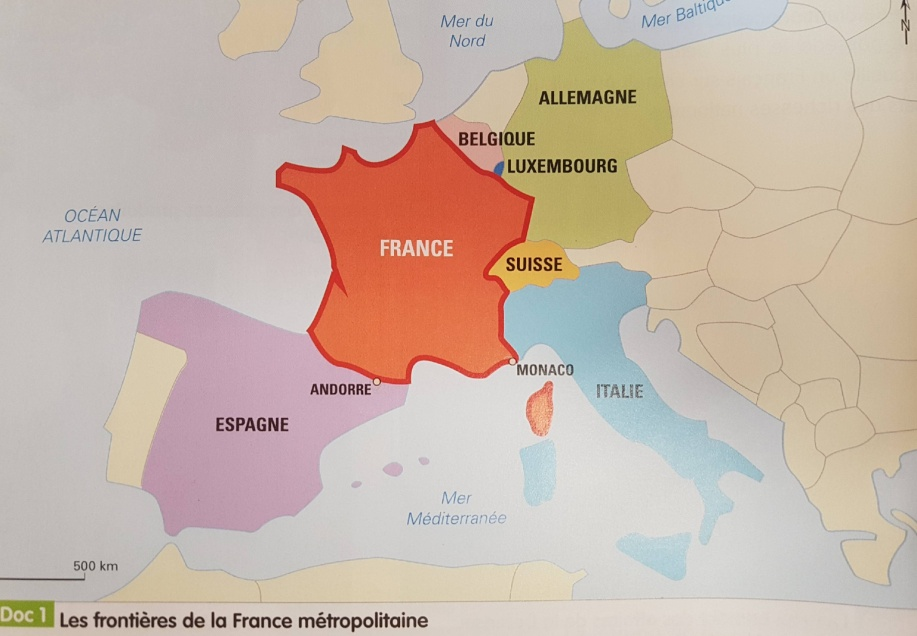 Mer du
Nord
Mer Baltique
N
ALLEMAGNE
BELGIQUE
LUXEMBOURG
OCÉAN
ATLANTIQUE
FRANCE
SUISSE
MONACO
ANDORRE
ITALIE
ESPAGNE
Mer
Méditerranée
500 km
Doc 1 Les frontières de la France métropolitaine